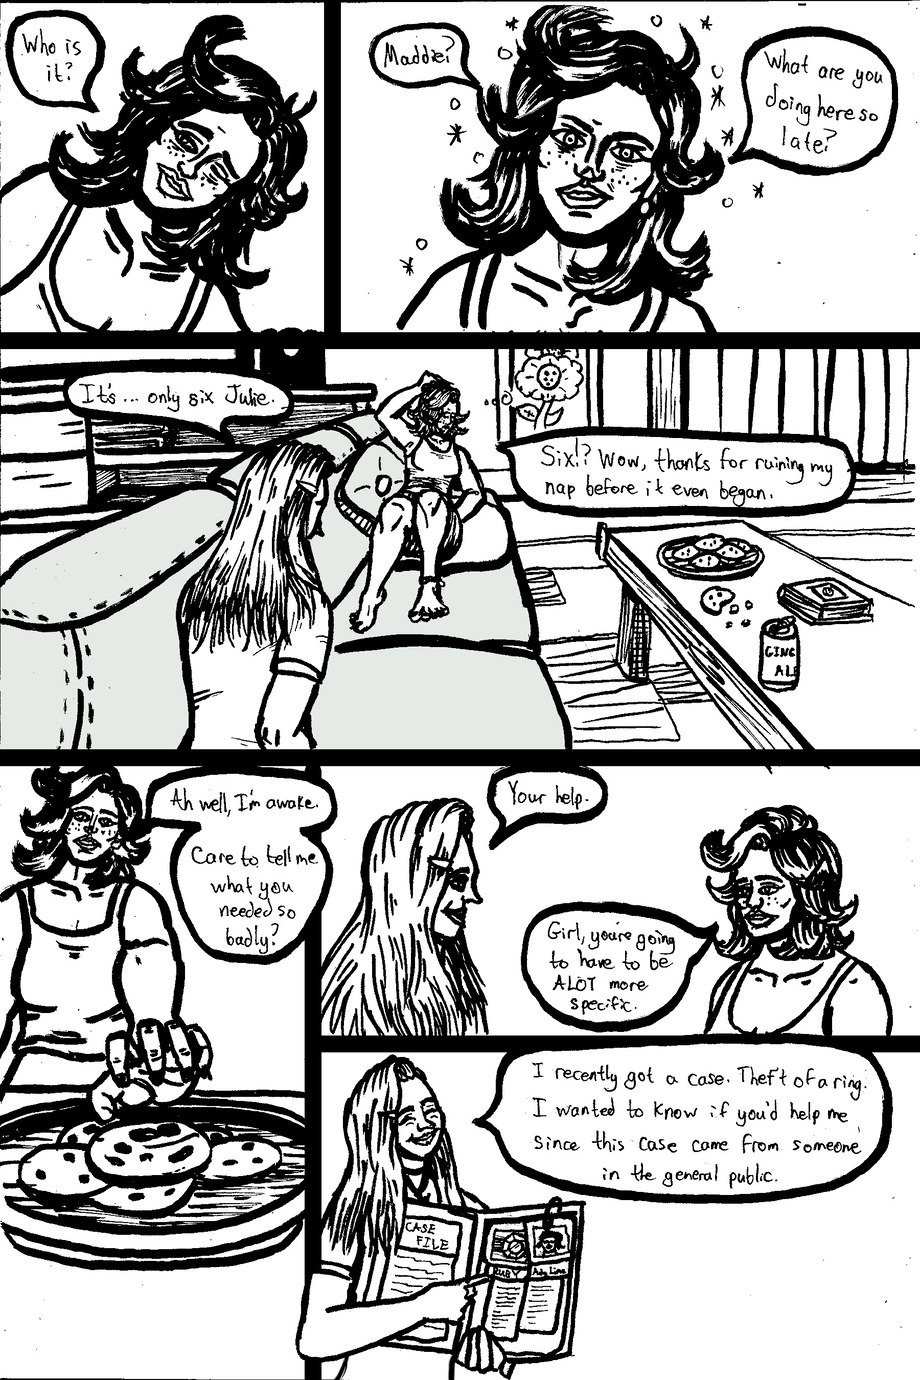 Who is
it?
Maddie?
What are you
doing here so
late?
It's ... only six Julie.
Six!? Wow, thanks for ruining my
nap before it even began.
GING
ALE
Ah well, I'm awake.
Care to tell me
what you
needed so
badly?
Your help.
Girl, you're going
to have to be
ALOT more
specific.
I recently got a case. Theft of a ring.
I wanted to know if you'd help me
since this case came from someone
in the general public.
CASE
FILE
RUBY